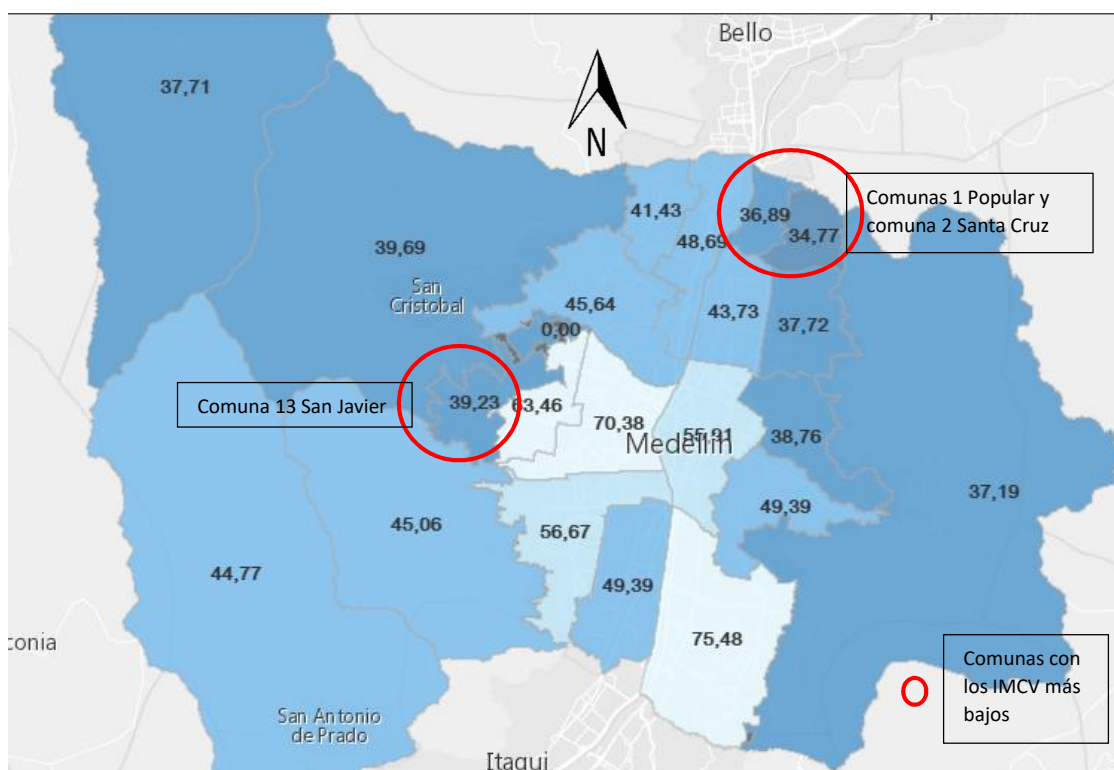 Bello
37,71
N
41,43
36,89
34,77
Comunas 1 Popular y
comuna 2 Santa Cruz
39,69
48,69
San
Cristobal
45,64
43,73
37,72
0,00
Comuna 13 San Javier
39,23
63,46
70,38
55,91
Medellín
38,76
37,19
49,39
45,06
56,67
44,77
49,39
75,48
conia
Comunas con
los IMCV más
bajos
San Antonio
de Prado
Itagui